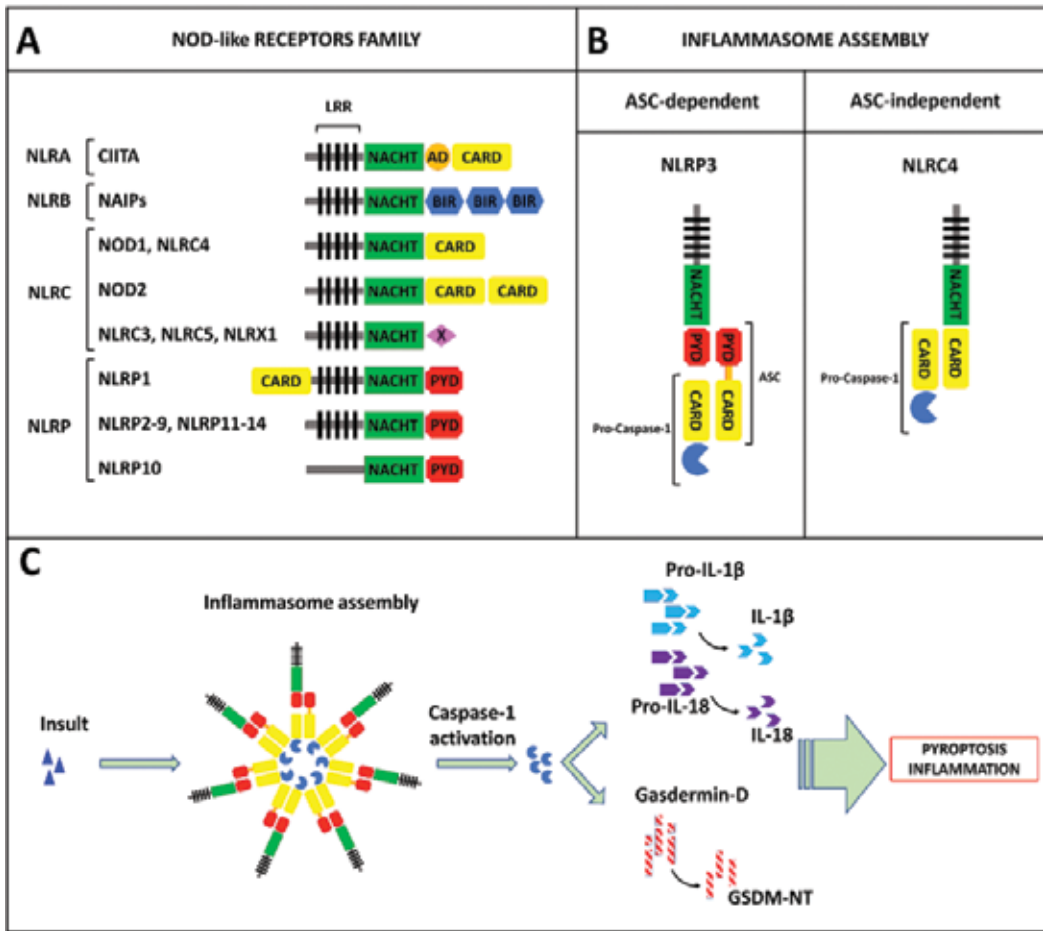 A
NOD-like RECEPTORS FAMILY
LRR
NLRA
CIITA
NACHT AD CARD
NLRB
NAIPs
NACHT BIR BIR BIR
NLRC
NOD1, NLRC4
NACHT CARD
NOD2
NACHT CARD CARD
NLRC3, NLRC5, NLRX1
NACHT X
NLRP
NLRP1
CARD NACHT PYD
NLRP2-9, NLRP11-14
NACHT PYD
NLRP10
NACHT PYD
B
INFLAMMASOME ASSEMBLY
ASC-dependent
NLRP3
NACHT
PYD PYD
ASC
Pro-Caspase-1
CARD CARD
ASC-independent
NLRC4
NACHT
Pro-Caspase-1
CARD CARD
C
Insult
Inflammasome assembly
Caspase-1
activation
Pro-IL-1β
IL-1β
Pro-IL-18
IL-18
Gasdermin-D
GSDM-NT
PYROPTOSIS
INFLAMMATION